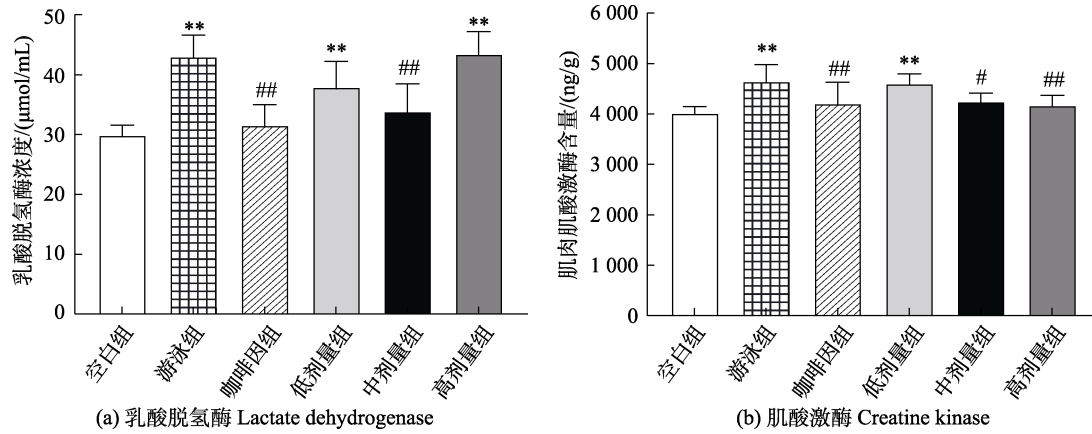 乳酸脱氢酶浓度/(μmol/mL)
50
40
30
20
10
0
**
##
**
##
**
空白组
游泳组
咖啡因组
低剂量组
中剂量组
高剂量组
(a) 乳酸脱氢酶 Lactate dehydrogenase
肌肉肌酸激酶含量/(ng/g)
6 000
5 000
4 000
3 000
2 000
1 000
0
**
##
**
#
##
空白组
游泳组
咖啡因组
低剂量组
中剂量组
高剂量组
(b) 肌酸激酶 Creatine kinase